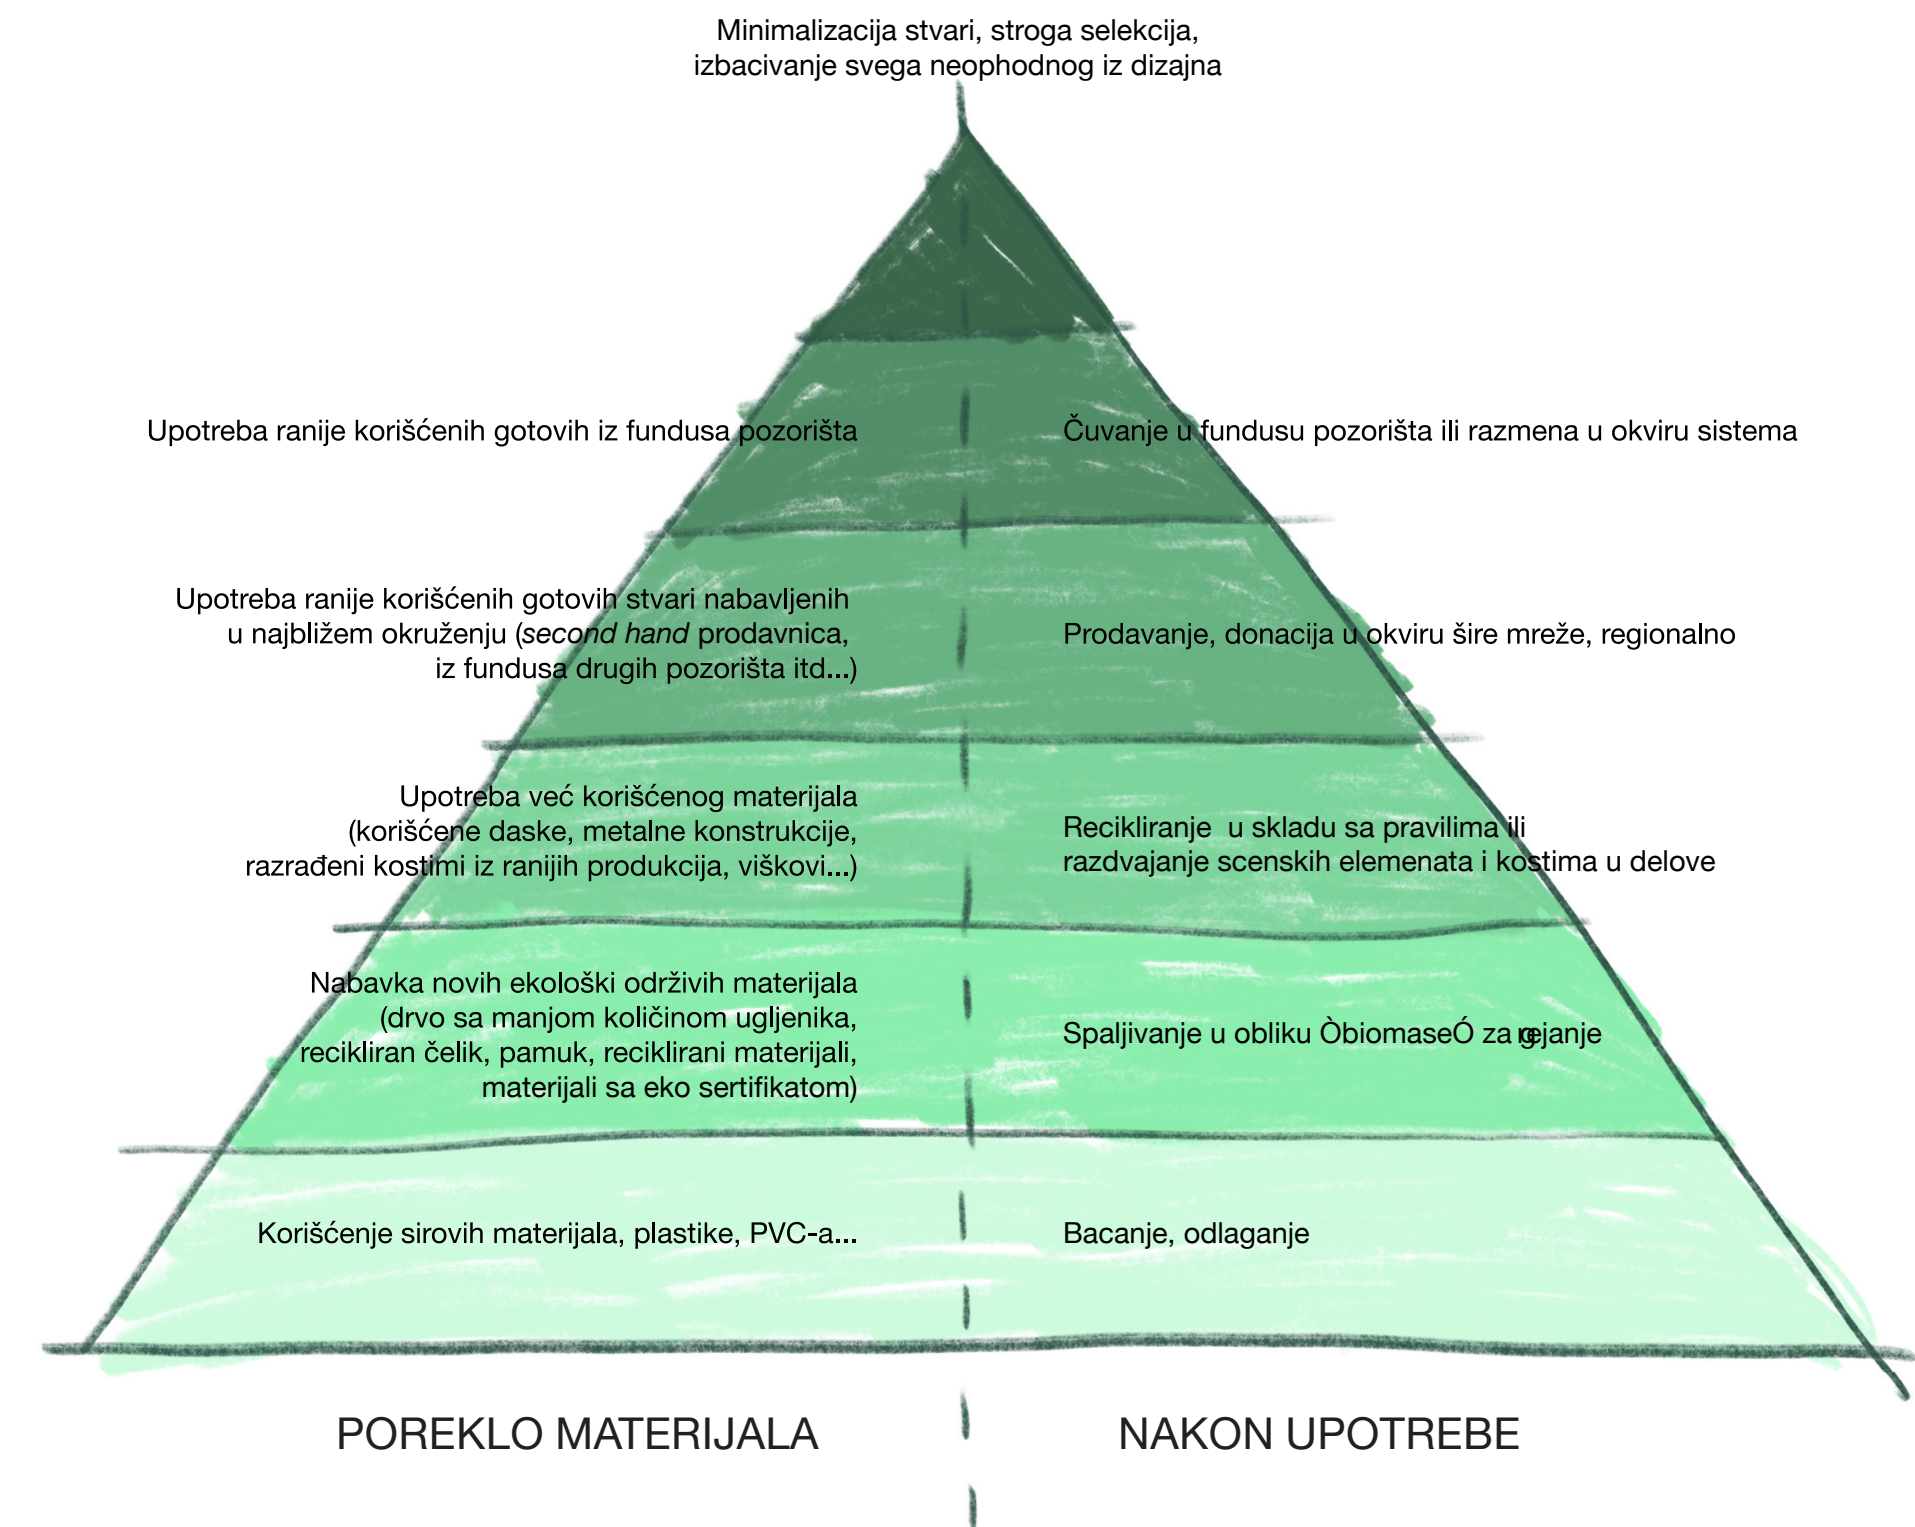 Minimalizacija stvari, stroga selekcija,
izbacivanje svega neophodnog iz dizajna
Upotreba ranije korišćenih gotovih iz fundusa pozorišta
Čuvanje u fundusu pozorišta ili razmena u okviru sistema
Upotreba ranije korišćenih gotovih stvari nabavljenih
u najbližem okruženju (second hand prodavnica,
iz fundusa drugih pozorišta itd...)
Prodavanje, donacija u okviru šire mreže, regionalno
Upotreba već korišćenog materijala
(korišćene daske, metalne konstrukcije,
razrađeni kostimi iz ranijih produkcija, viškovi...)
Recikliranje u skladu sa pravilima ili
razdvajanje scenskih elemenata i kostima u delove
Nabavka novih ekološki održivih materijala
(drvo sa manjom količinom ugljenika,
recikliran čelik, pamuk, reciklirani materijali,
materijali sa eko sertifikatom)
Spaljivanje u obliku ÒbiomaseÓ za grejanje
Korišćenje sirovih materijala, plastike, PVC-a...
Bacanje, odlaganje
POREKLO MATERIJALA
NAKON UPOTREBE